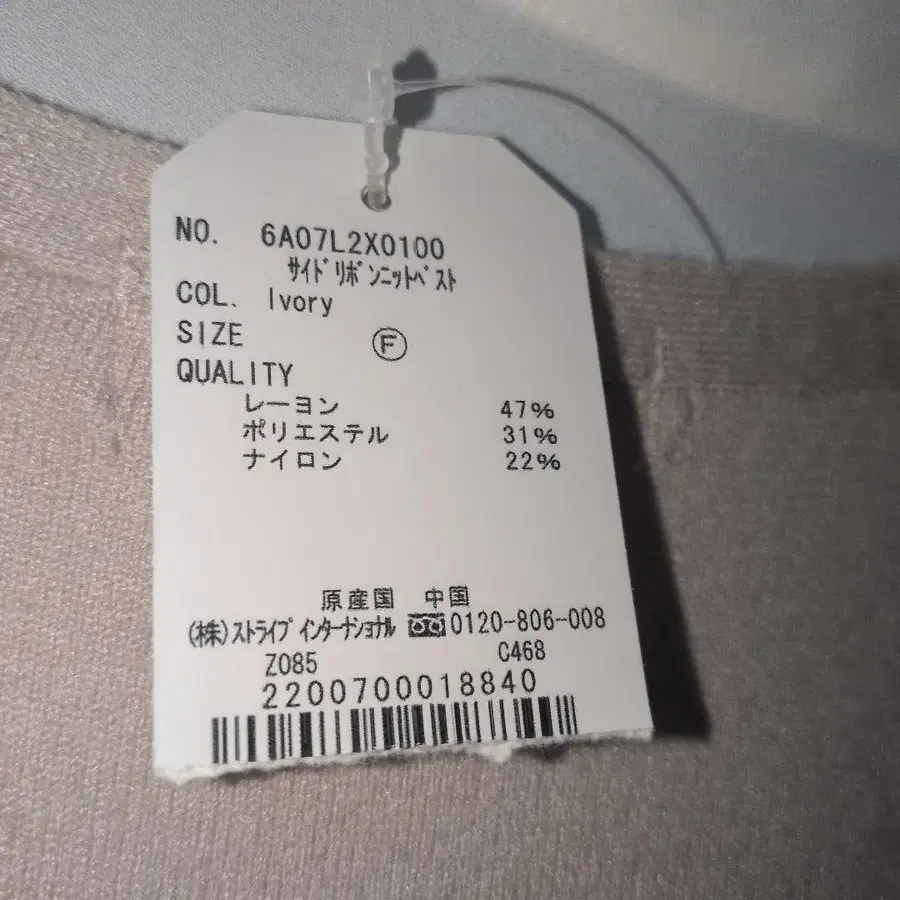 NO. 6A07L2X0100
ｻｲﾄﾞﾘﾎﾞﾝﾆｯﾄﾍﾞｽﾄ
COL. Ivory
SIZE Ⓕ
QUALITY
レーヨン 47%
ポリエステル 31%
ナイロン 22%
原産国 中国
(株)ｽﾄﾗｲﾌﾟｲﾝﾀｰﾅｼｮﾅﾙ 0120-806-008
Z085 C468
2200700018840